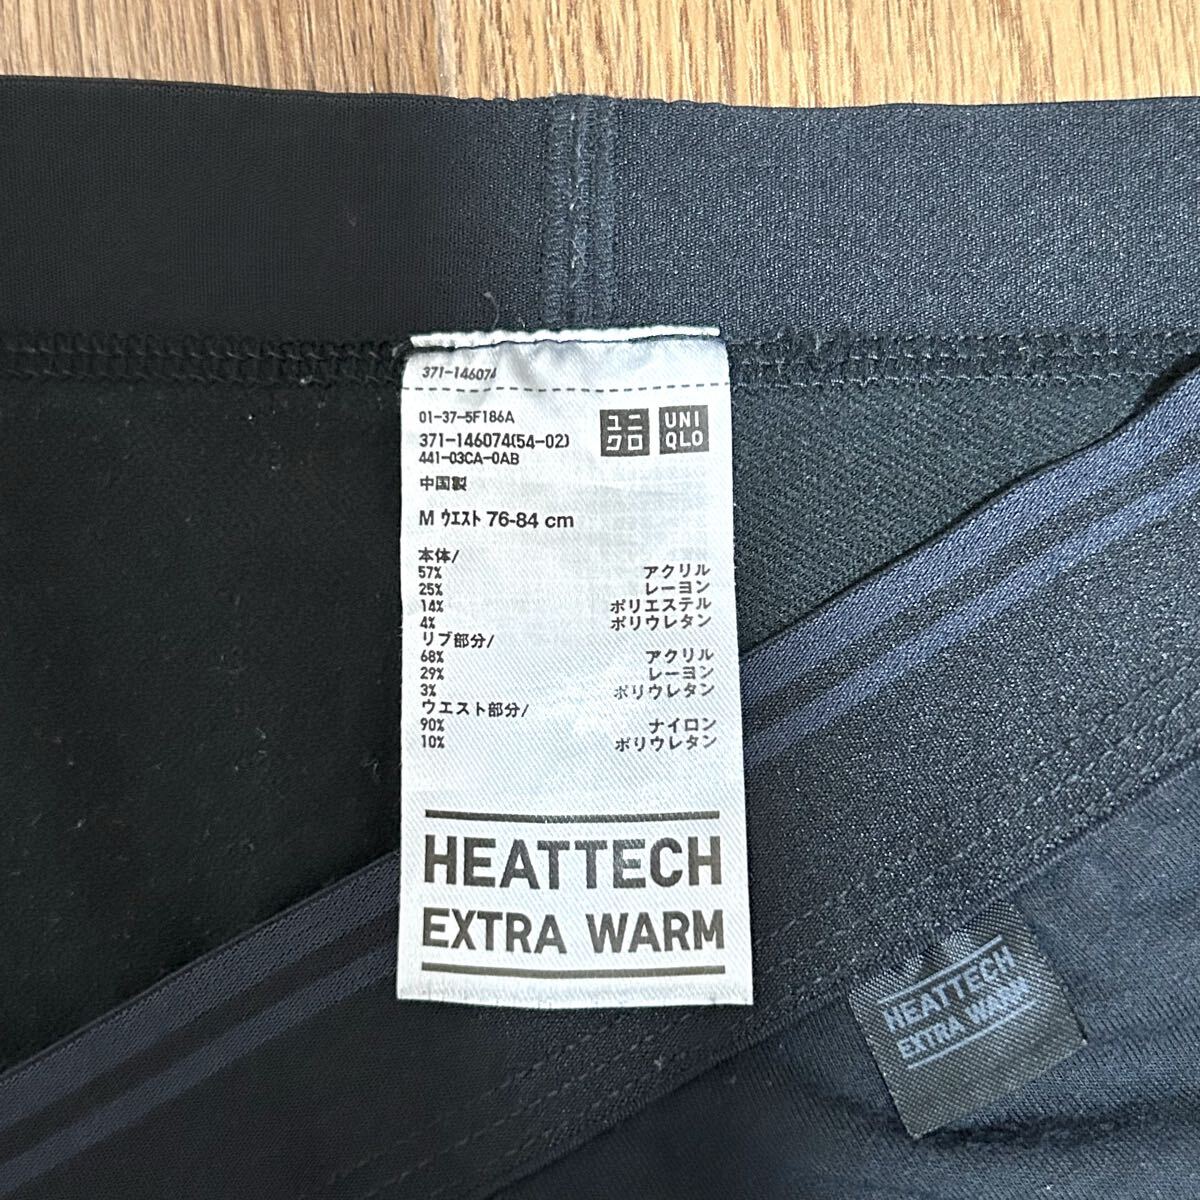 371-146074
01-37-5F186A
371-146074(54-02)
441-03CA-0AB
ユニ
クロ
UNI
QLO
中国製
M ウエスト 76-84 cm
本体/
57% アクリル
25% レーヨン
14% ポリエステル
4% ポリウレタン
リブ部分/
68% アクリル
29% レーヨン
3% ポリウレタン
ウエスト部分/
90% ナイロン
10% ポリウレタン
HEATTECH
EXTRA WARM
HEATTECH
EXTRA WARM